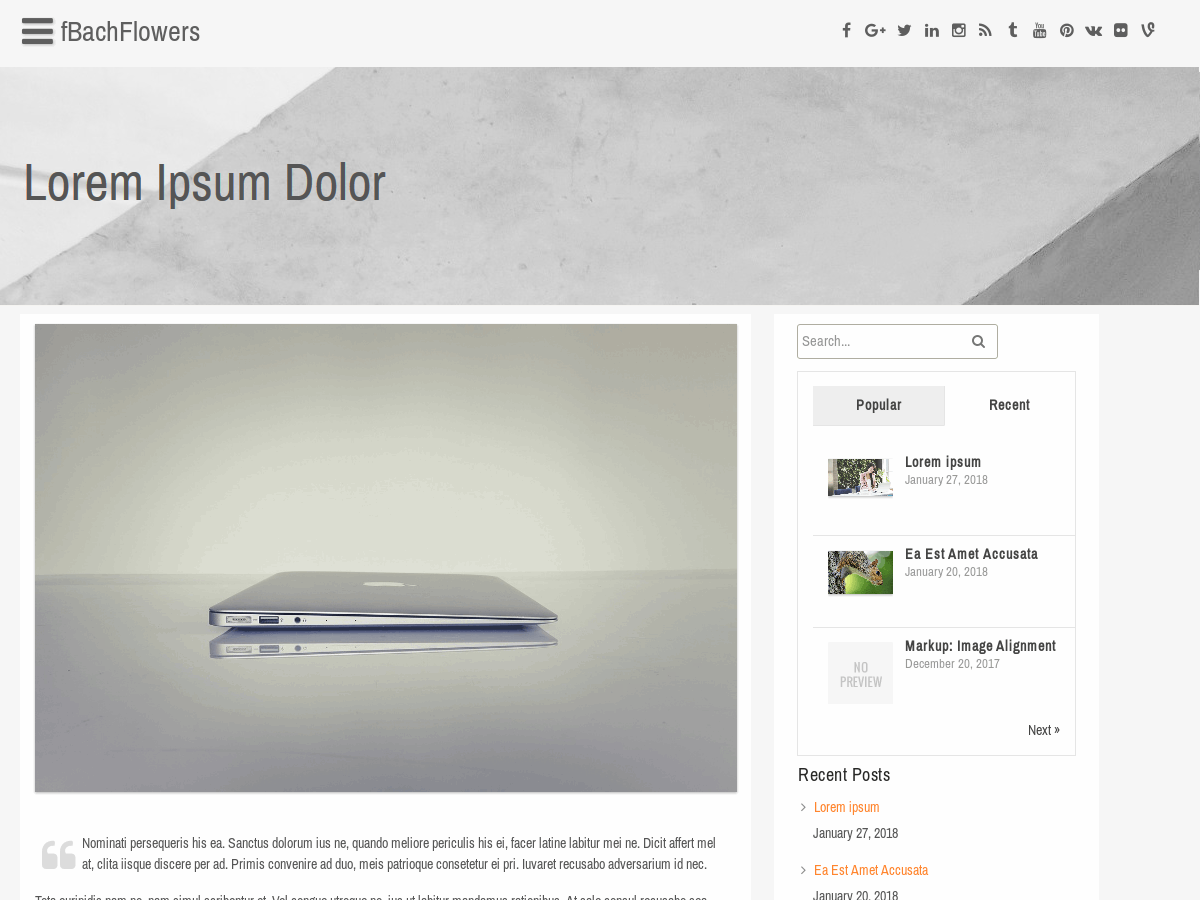 fBachFlowers
Lorem Ipsum Dolor
Search...
Popular
Recent
Lorem ipsum
January 27, 2018
Ea Est Amet Accusata
January 20, 2018
Markup: Image Alignment
December 20, 2017
NO
PREVIEW
Next »
Recent Posts
Lorem ipsum
January 27, 2018
Ea Est Amet Accusata
January 20, 2018
Nominati persequeris his ea. Sanctus dolorum ius ne, quando meliore periculis his ei, facer latine labitur mei ne. Dicit affert mel
at, clita iisque discere per ad. Primis convenire ad duo, meis patrioque consetetur ei pri. Iuvaret recusabo adversarium id nec.